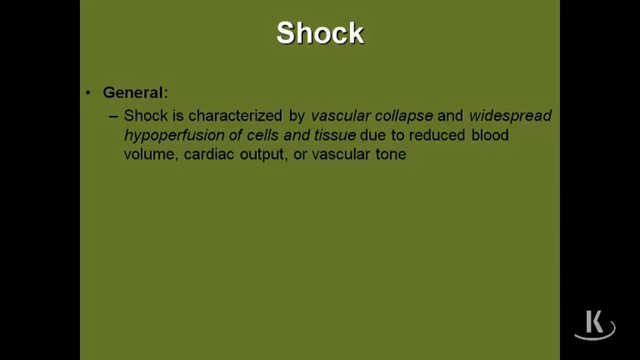 Shock
• General:
– Shock is characterized by vascular collapse and widespread
hypoperfusion of cells and tissue due to reduced blood
volume, cardiac output, or vascular tone
K